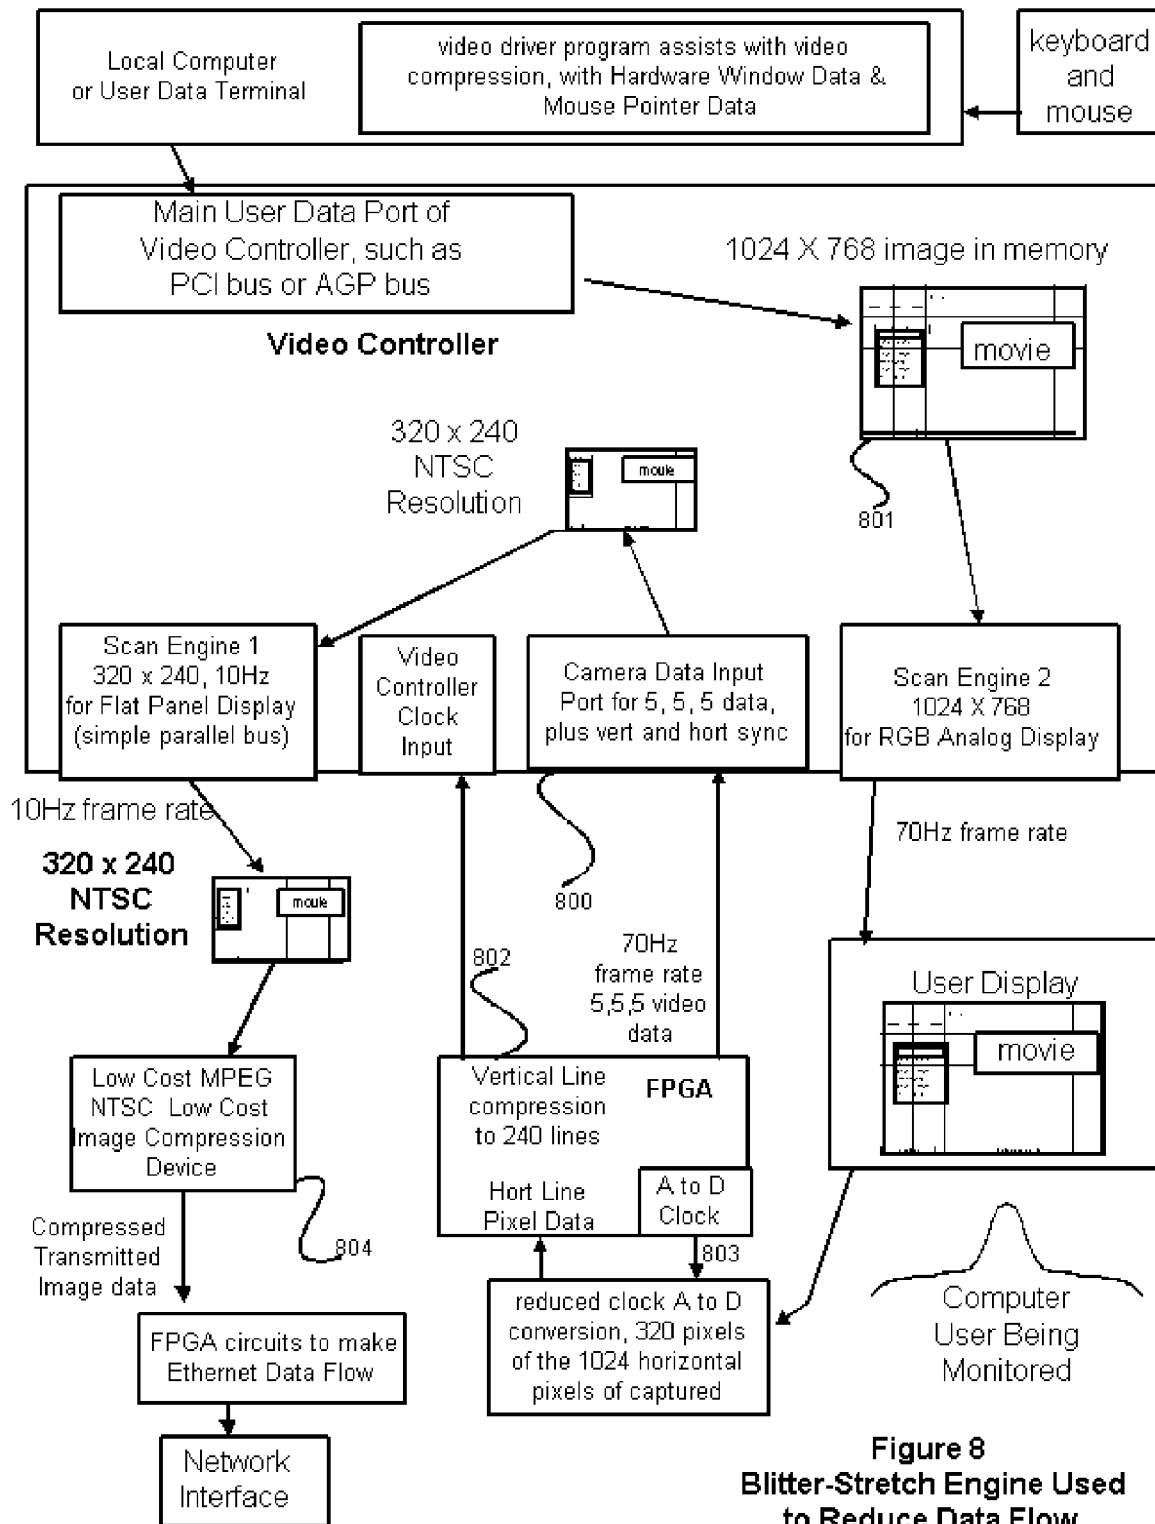 Local Computer
or User Data Terminal
video driver program assists with video
compression, with Hardware Window Data &
Mouse Pointer Data
keyboard
and
mouse
Main User Data Port of
Video Controller, such as
PCI bus or AGP bus
Video Controller
1024 X 768 image in memory
movie
801
320 x 240
NTSC
Resolution
movie
Scan Engine 1
320 x 240, 10Hz
for Flat Panel Display
(simple parallel bus)
Video
Controller
Clock
Input
Camera Data Input
Port for 5, 5, 5 data,
plus vert and hort sync
Scan Engine 2
1024 X 768
for RGB Analog Display
10Hz frame rate
320 x 240
NTSC
Resolution
movie
800
802
70Hz
frame rate
5,5,5 video
data
70Hz frame rate
User Display
movie
Low Cost MPEG
NTSC Low Cost
Image Compression
Device
Vertical Line
compression
to 240 lines
FPGA
Hort Line
Pixel Data
A to D
Clock
803
804
Compressed
Transmitted
Image data
reduced clock A to D
conversion, 320 pixels
of the 1024 horizontal
pixels of captured
Computer
User Being
Monitored
FPGA circuits to make
Ethernet Data Flow
Network
Interface
Figure 8
Blitter-Stretch Engine Used
to Reduce Data Flow